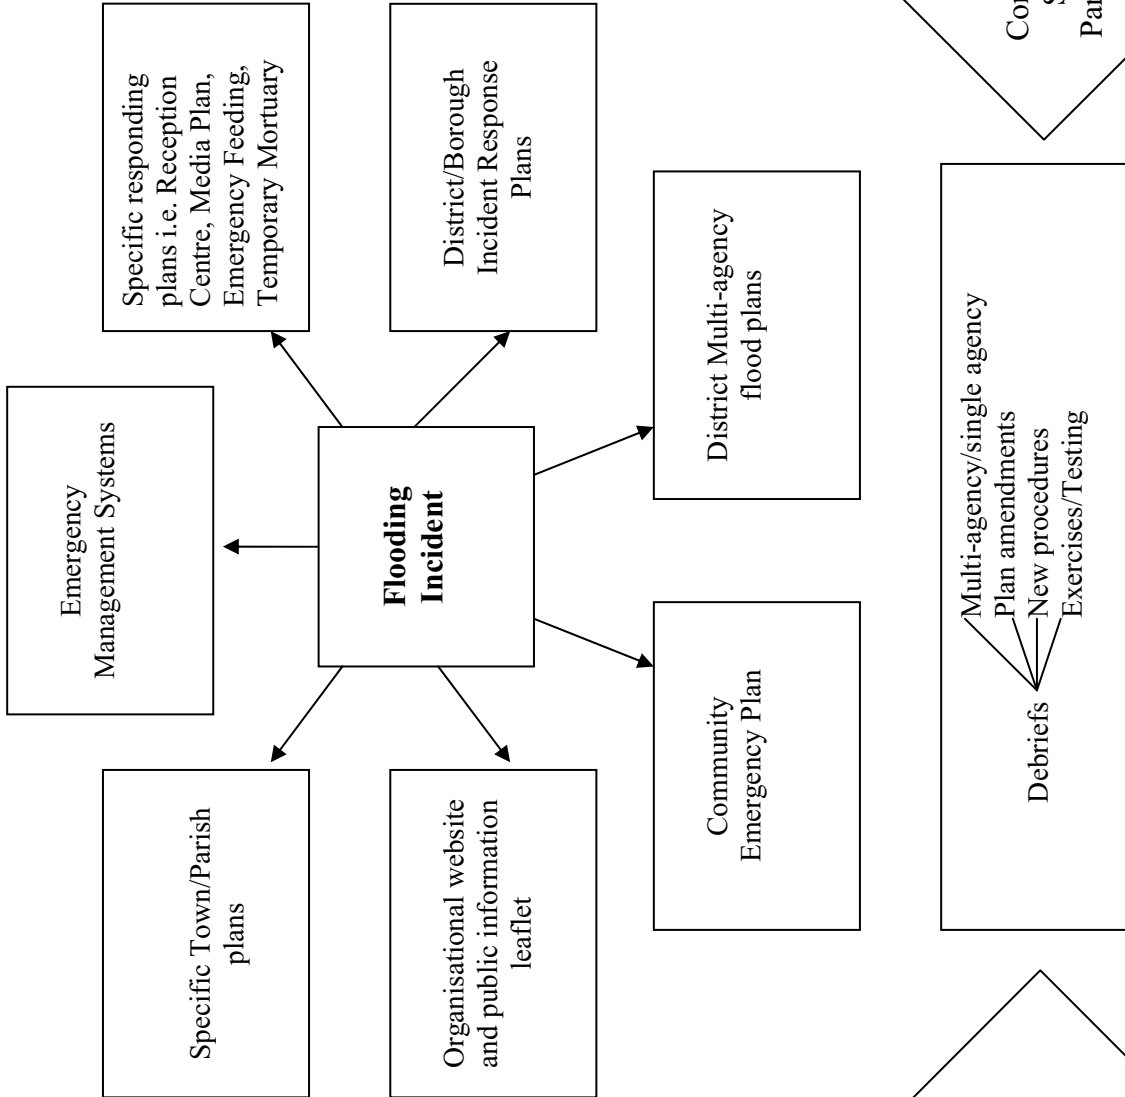 Specific responding
plans i.e. Reception
Centre, Media Plan,
Emergency Feeding,
Temporary Mortuary
District/Borough
Incident Response
Plans
District Multi-agency
flood plans
Emergency
Management Systems
Flooding
Incident
Community
Emergency Plan
Specific Town/Parish
plans
Organisational website
and public information
leaflet
Debriefs
Multi-agency/single agency
Plan amendments
New procedures
Exercises/Testing